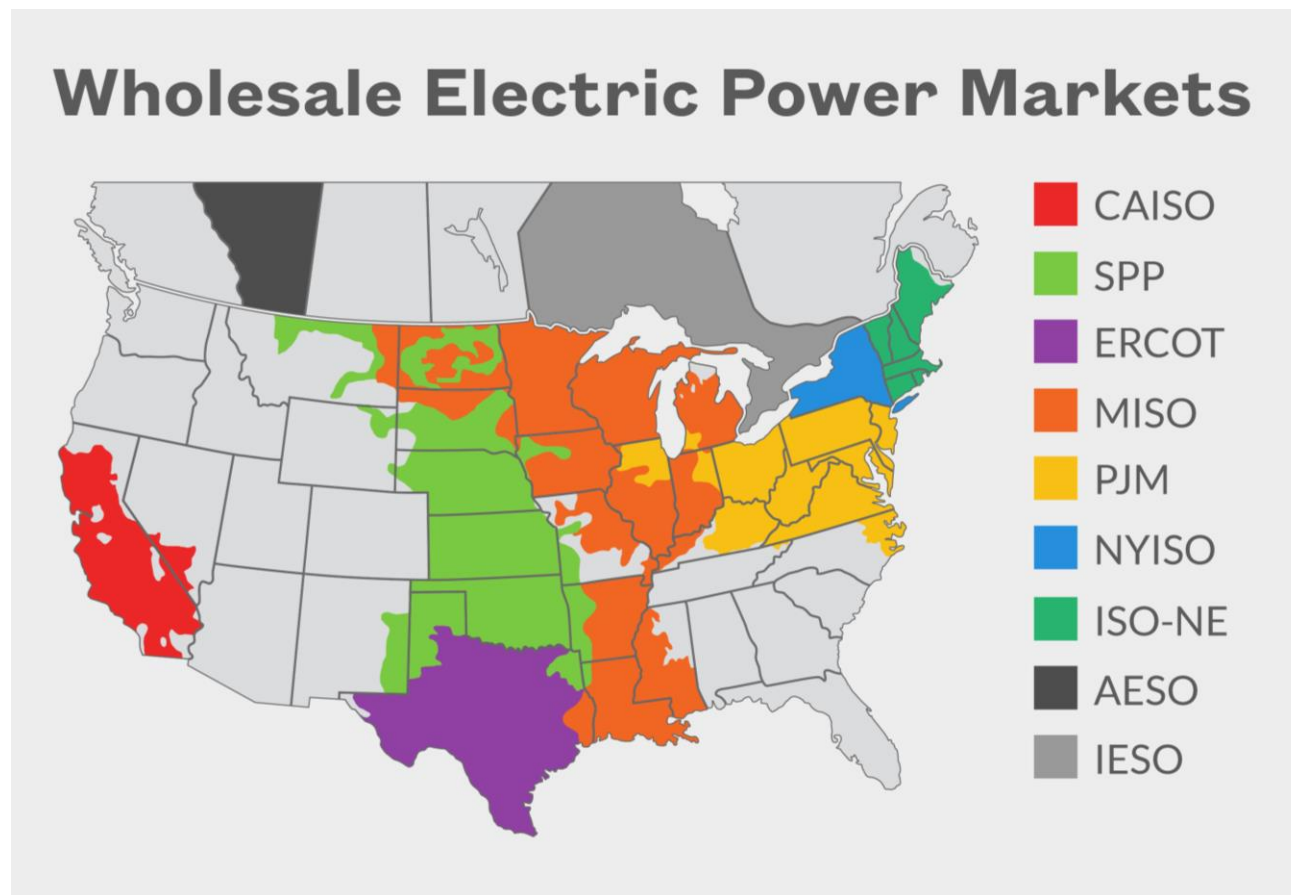 Wholesale Electric Power Markets
CAISO
SPP
ERCOT
MISO
PJM
NYISO
ISO-NE
AESO
IESO